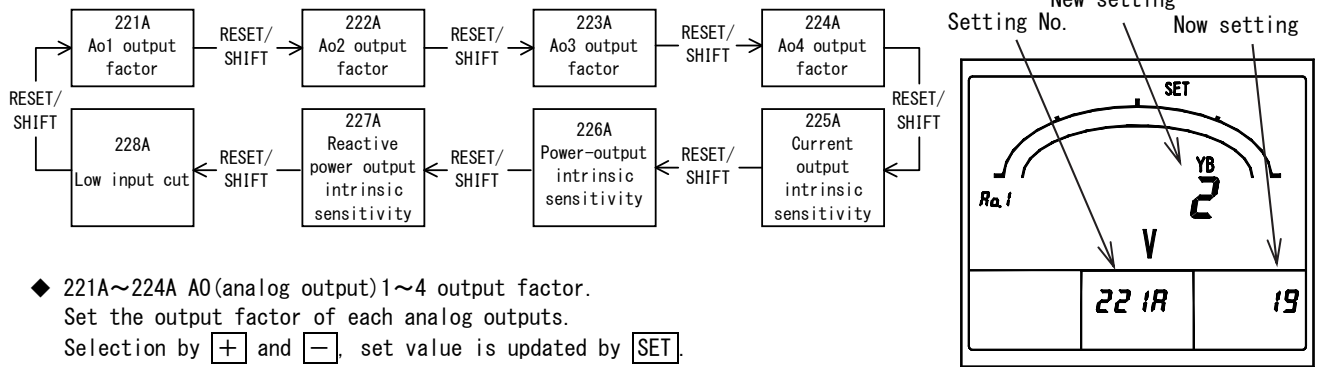 221A
Ao1 output
factor
RESET/
SHIFT
222A
Ao2 output
factor
RESET/
SHIFT
223A
Ao3 output
factor
RESET/
SHIFT
224A
Ao4 output
factor
RESET/
SHIFT
225A
Current
output
intrinsic
sensitivity
RESET/
SHIFT
226A
Power-output
intrinsic
sensitivity
RESET/
SHIFT
227A
Reactive
power output
intrinsic
sensitivity
RESET/
SHIFT
228A
Low input cut
RESET/
SHIFT
New setting
Setting No.
Now setting
SET
YB
2
Ao.1
V
221A
19
◆ 221A~224A AO(analog output)1~4 output factor.
Set the output factor of each analog outputs.
Selection by + and −, set value is updated by SET.